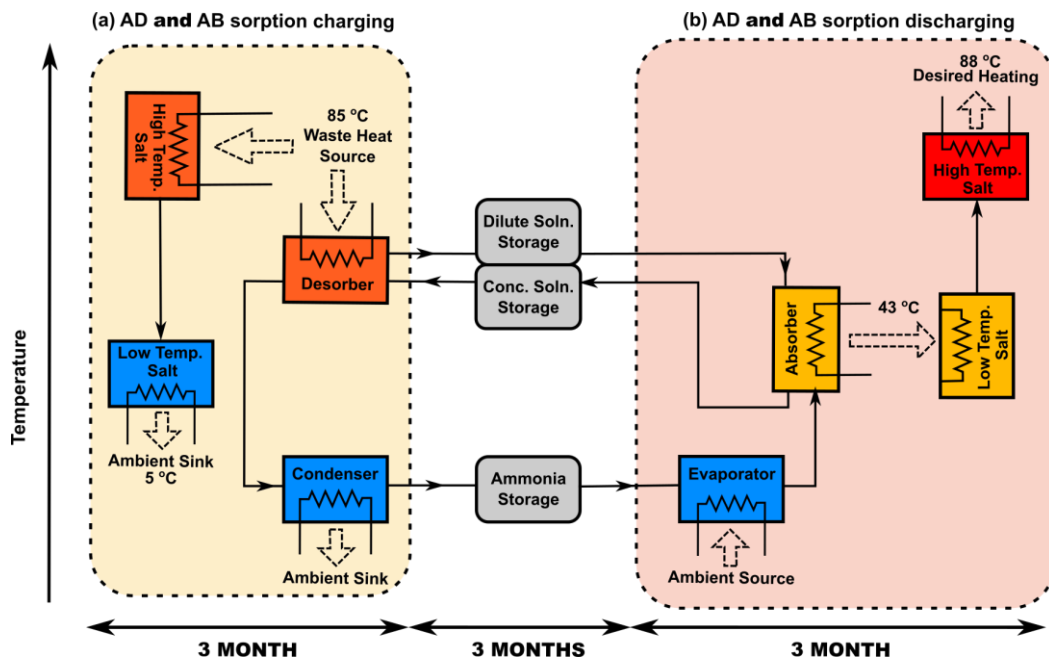 (a) AD and AB sorption charging
(b) AD and AB sorption discharging
Temperature
High Temp.
Salt
85 °C
Waste Heat
Source
Desorber
Low Temp.
Salt
Ambient Sink
5 °C
Condenser
Ambient Sink
Dilute Soln.
Storage
Conc. Soln.
Storage
Ammonia
Storage
88 °C
Desired Heating
High Temp.
Salt
Absorber
43 °C
Low Temp.
Salt
Evaporator
Ambient Source
3 MONTH
3 MONTHS
3 MONTH